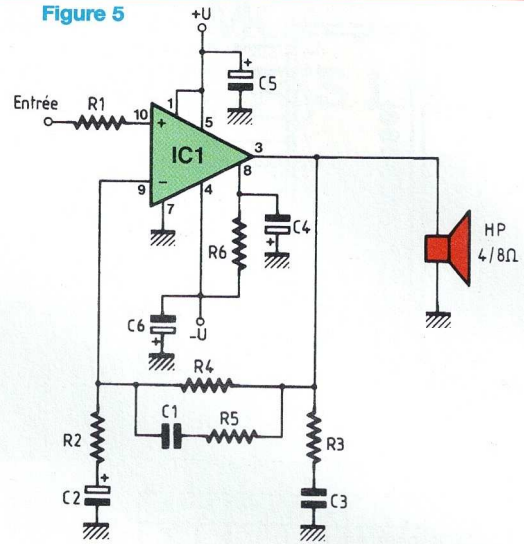 Figure 5
+U
C5
Entrée
R1
1
10
+
5
IC1
3
8
9
−
4
7
R6
C4
HP
4/8Ω
C6
−U
R4
C1
R5
R2
R3
C2
C3